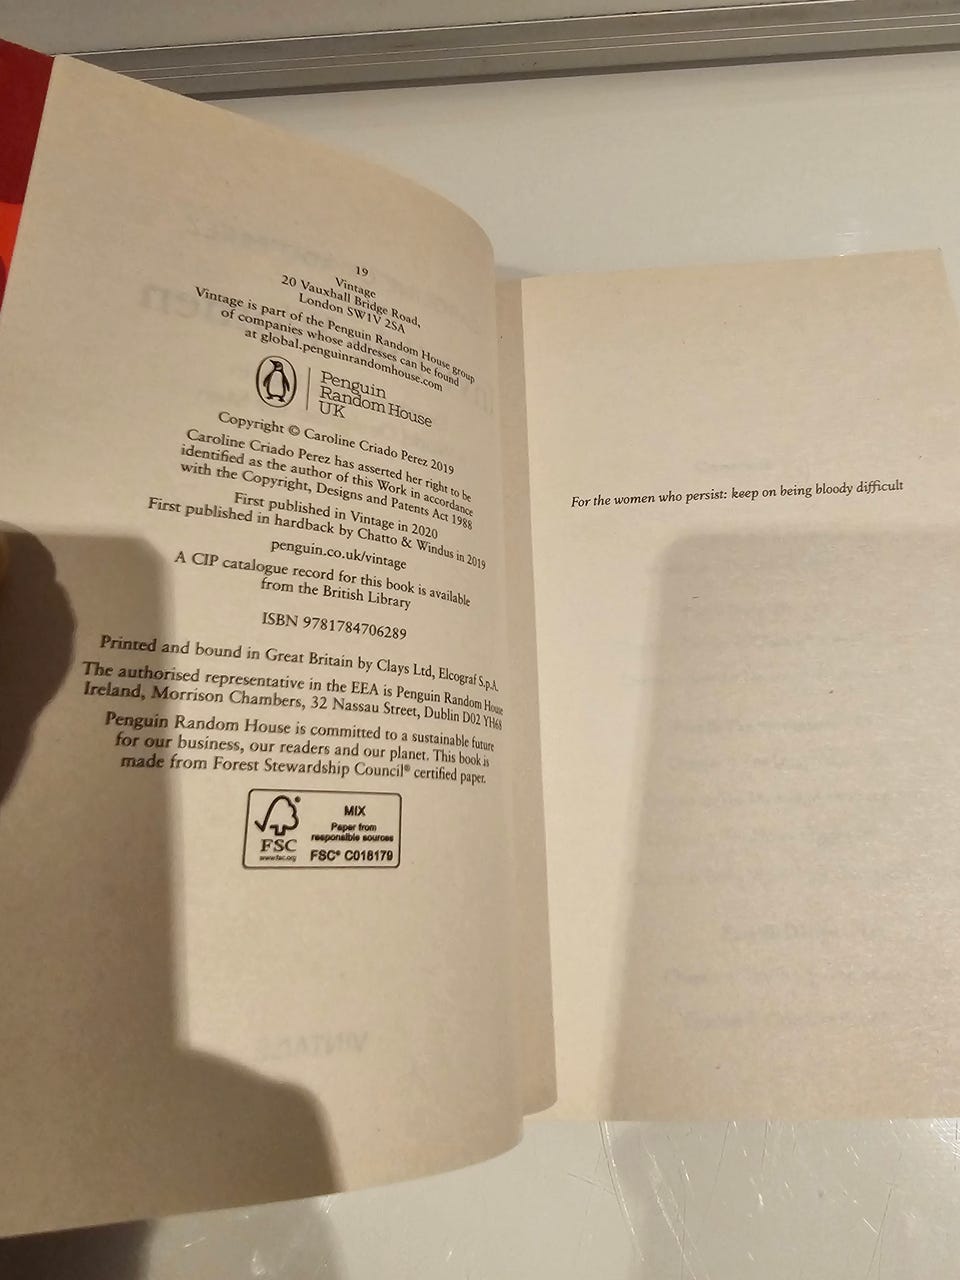 19
Vintage
20 Vauxhall Bridge Road,
London SW1V 2SA
Vintage is part of the Penguin Random House group
of companies whose addresses can be found
at global.penguinrandomhouse.com
Penguin
Random House
UK
Copyright © Caroline Criado Perez 2019
Caroline Criado Perez has asserted her right to be
identified as the author of this Work in accordance
with the Copyright, Designs and Patents Act 1988
First published in Vintage in 2020
First published in hardback by Chatto & Windus in 2019
penguin.co.uk/vintage
A CIP catalogue record for this book is available
from the British Library
ISBN 9781784706289
Printed and bound in Great Britain by Clays Ltd, Elcograf S.p.A.
The authorised representative in the EEA is Penguin Random House
Ireland, Morrison Chambers, 32 Nassau Street, Dublin D02 YH68
Penguin Random House is committed to a sustainable future
for our business, our readers and our planet. This book is
made from Forest Stewardship Council® certified paper.
FSC
www.fsc.org
MIX
Paper from
responsible sources
FSC® C018179
For the women who persist: keep on being bloody difficult